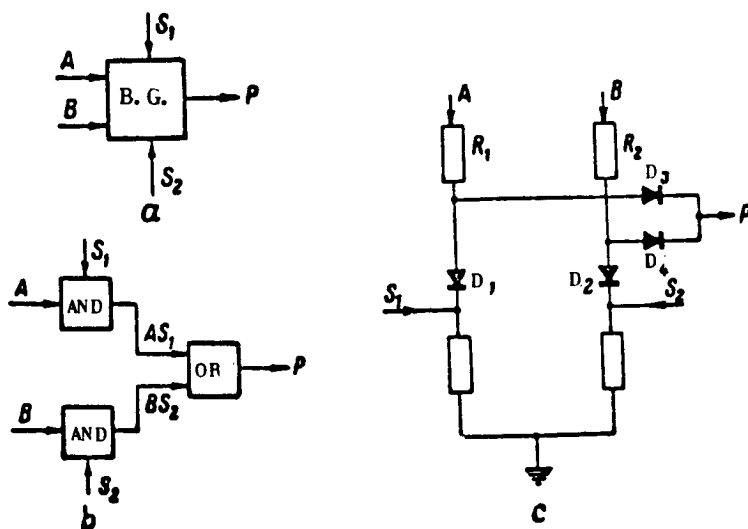 S₁
A
B. G.
P
B
S₂
a
S₁
A
AND
AS₁
OR
P
BS₂
B
AND
S₂
b
A
B
R₁
R₂
D₃
P
D₄
D₁
D₂
S₁
S₂
c